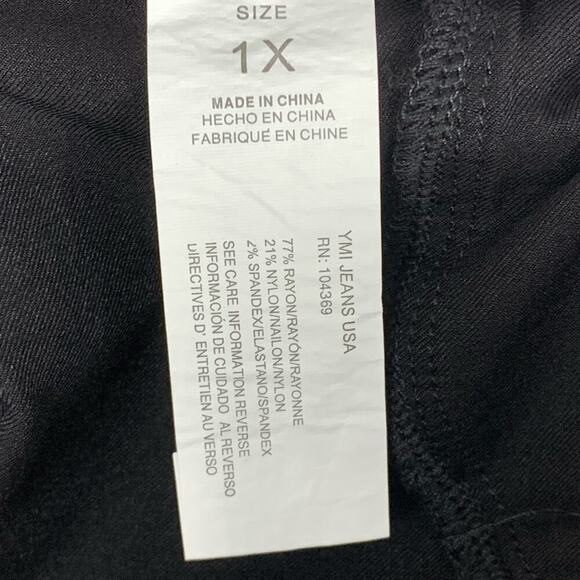 SIZE
1X
MADE IN CHINA
HECHO EN CHINA
FABRIQUE EN CHINE
YMI JEANS USA
RN: 104369
77% RAYON/RAYÓN/RAYONNE
21% NYLON/NAILON/NYLON
2% SPANDEX/ELASTANO/SPANDEX
SEE CARE INFORMATION REVERSE
INFORMACIÓN DE CUIDADO AL REVERSO
DIRECTIVES D' ENTRETIEN AU VERSO